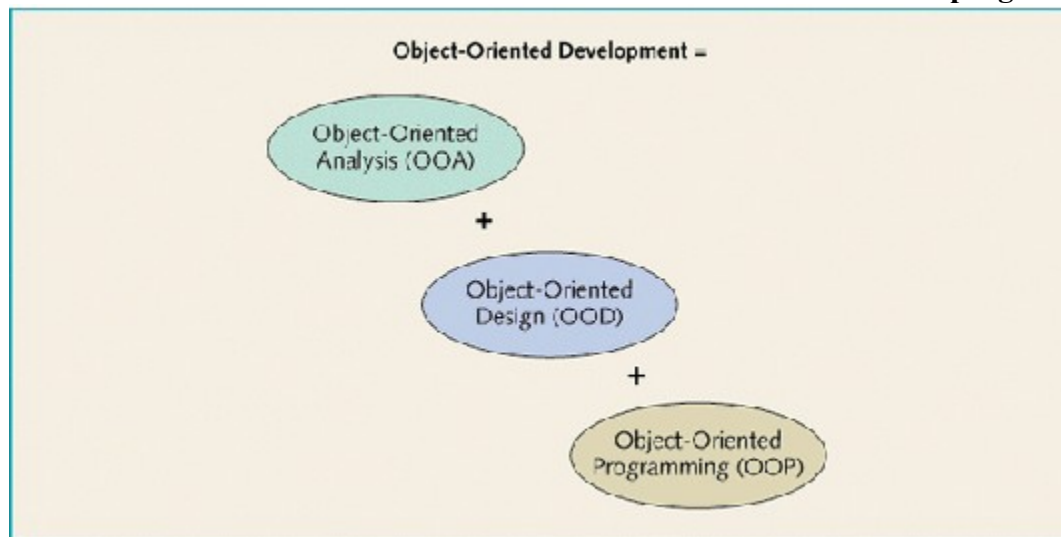 Object-Oriented Development =
Object-Oriented
Analysis (OOA)
+
Object-Oriented
Design (OOD)
+
Object-Oriented
Programming (OOP)